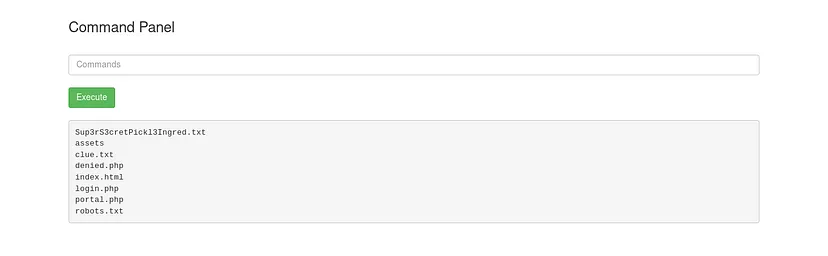 Command Panel
Commands
Execute
Sup3rS3cretPickl3Ingred.txt
assets
clue.txt
denied.php
index.html
login.php
portal.php
robots.txt